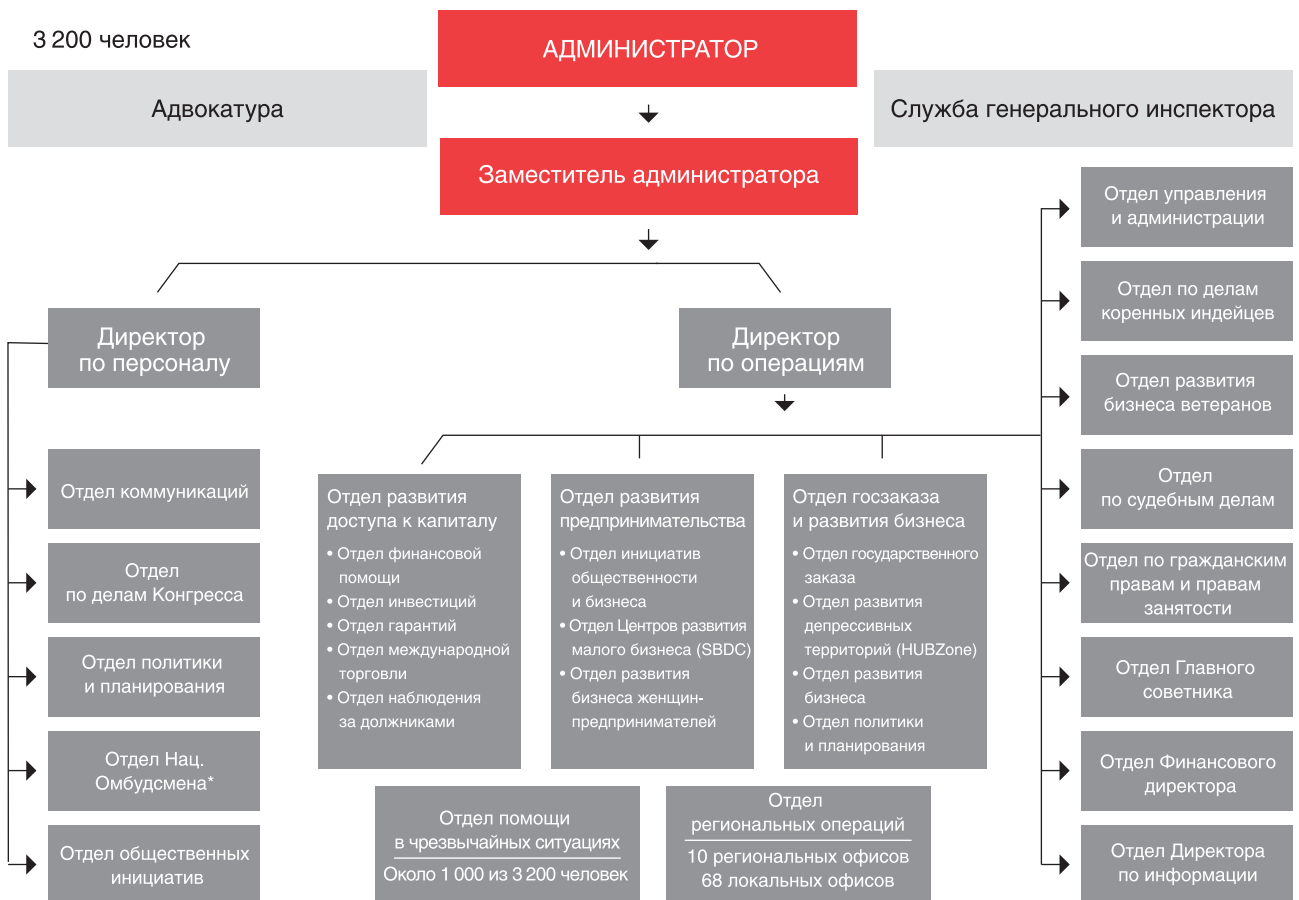 3 200 человек
АДМИНИСТРАТОР
Адвокатура
Служба генерального инспектора
Заместитель администратора
Директор
по персоналу
Директор
по операциям
Отдел коммуникаций
Отдел
по делам Конгресса
Отдел политики
и планирования
Отдел Нац.
Омбудсмена*
Отдел общественных
инициатив
Отдел развития
доступа к капиталу
• Отдел финансовой
помощи
• Отдел инвестиций
• Отдел гарантий
• Отдел международной
торговли
• Отдел наблюдения
за должниками
Отдел развития
предпринимательства
• Отдел инициатив
общественности
и бизнеса
• Отдел Центров развития
малого бизнеса (SBDC)
• Отдел развития
бизнеса женщин-
предпринимателей
Отдел госзаказа
и развития бизнеса
• Отдел государственного
заказа
• Отдел развития
депрессивных
территорий (HUBZone)
• Отдел развития
бизнеса
• Отдел политики
и планирования
Отдел помощи
в чрезвычайных ситуациях
Около 1 000 из 3 200 человек
Отдел
региональных операций
10 региональных офисов
68 локальных офисов
Отдел управления
и администрации
Отдел по делам
коренных индейцев
Отдел развития
бизнеса ветеранов
Отдел
по судебным делам
Отдел по гражданским
правам и правам
занятости
Отдел Главного
советника
Отдел Финансового
директора
Отдел Директора
по информации